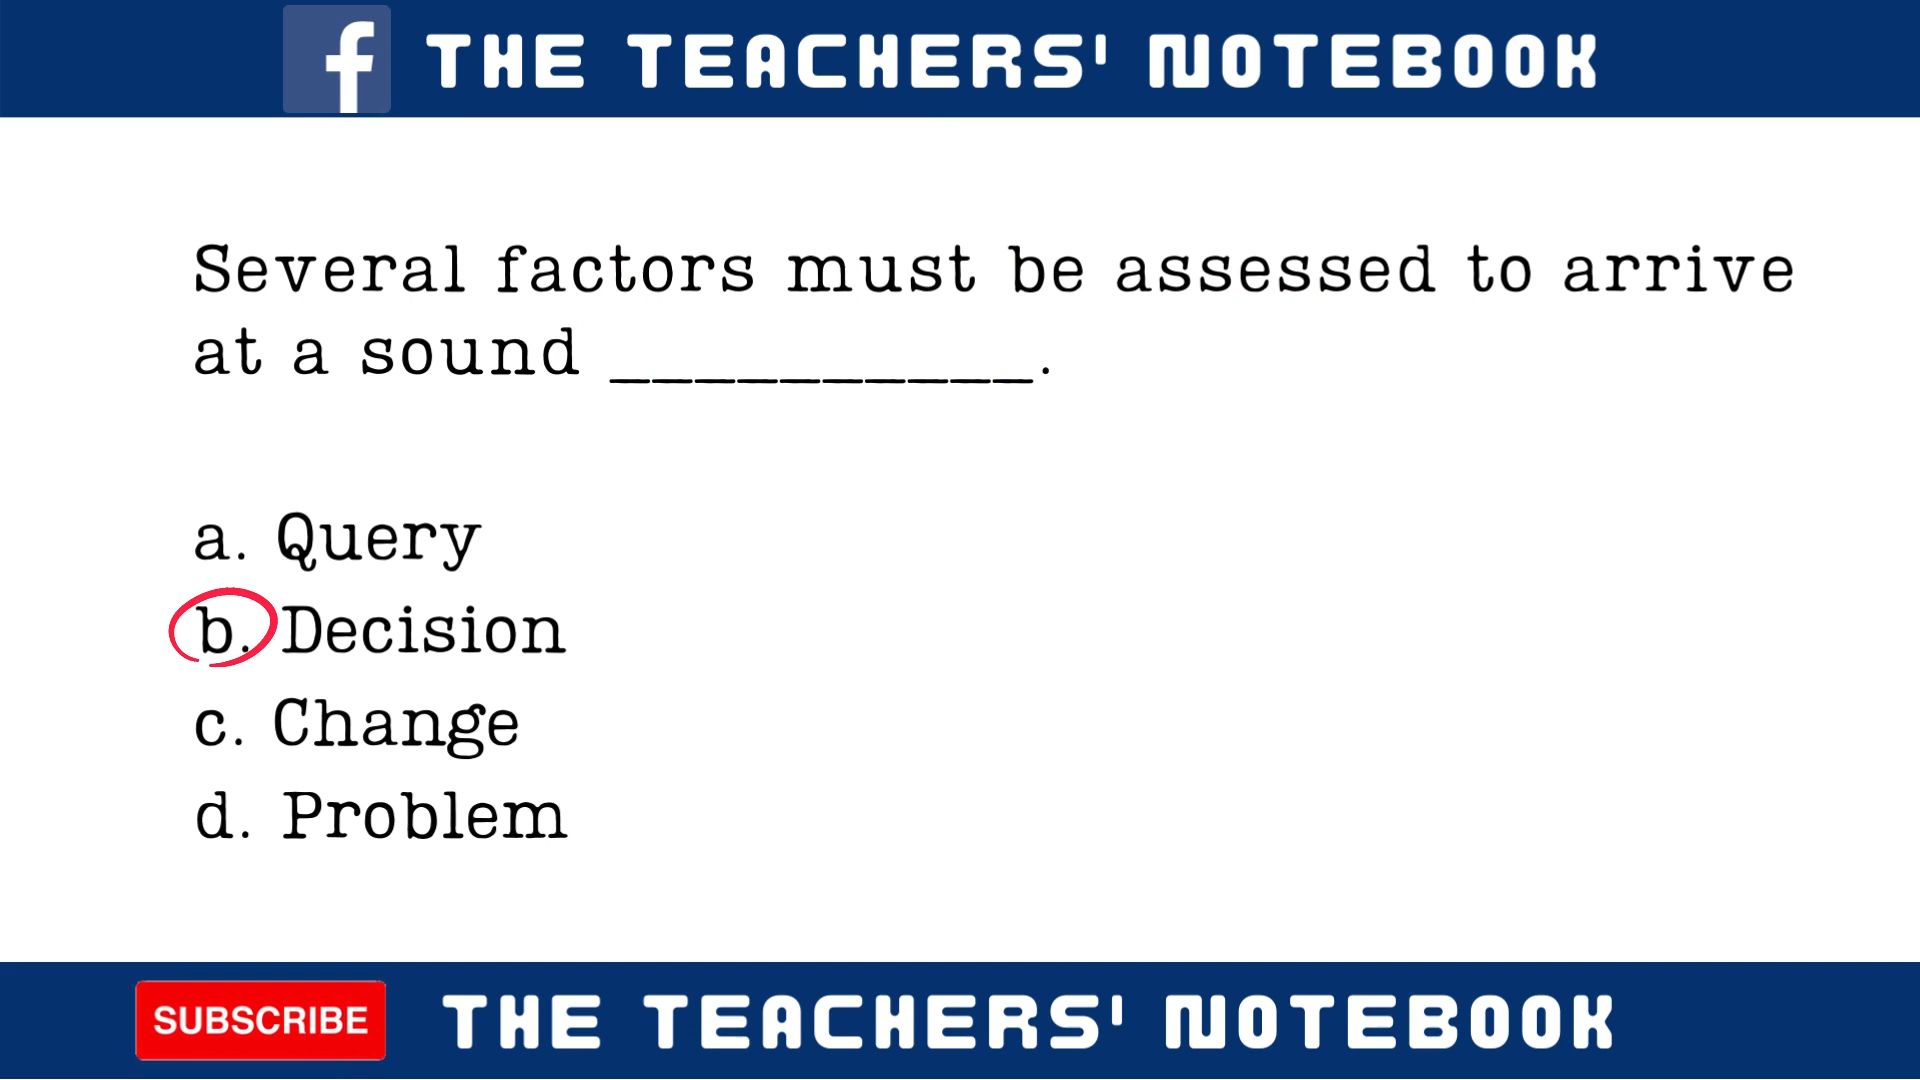 THE TEACHERS' NOTEBOOK
Several factors must be assessed to arrive
at a sound __________.
a. Query
b. Decision
c. Change
d. Problem
SUBSCRIBE THE TEACHERS' NOTEBOOK